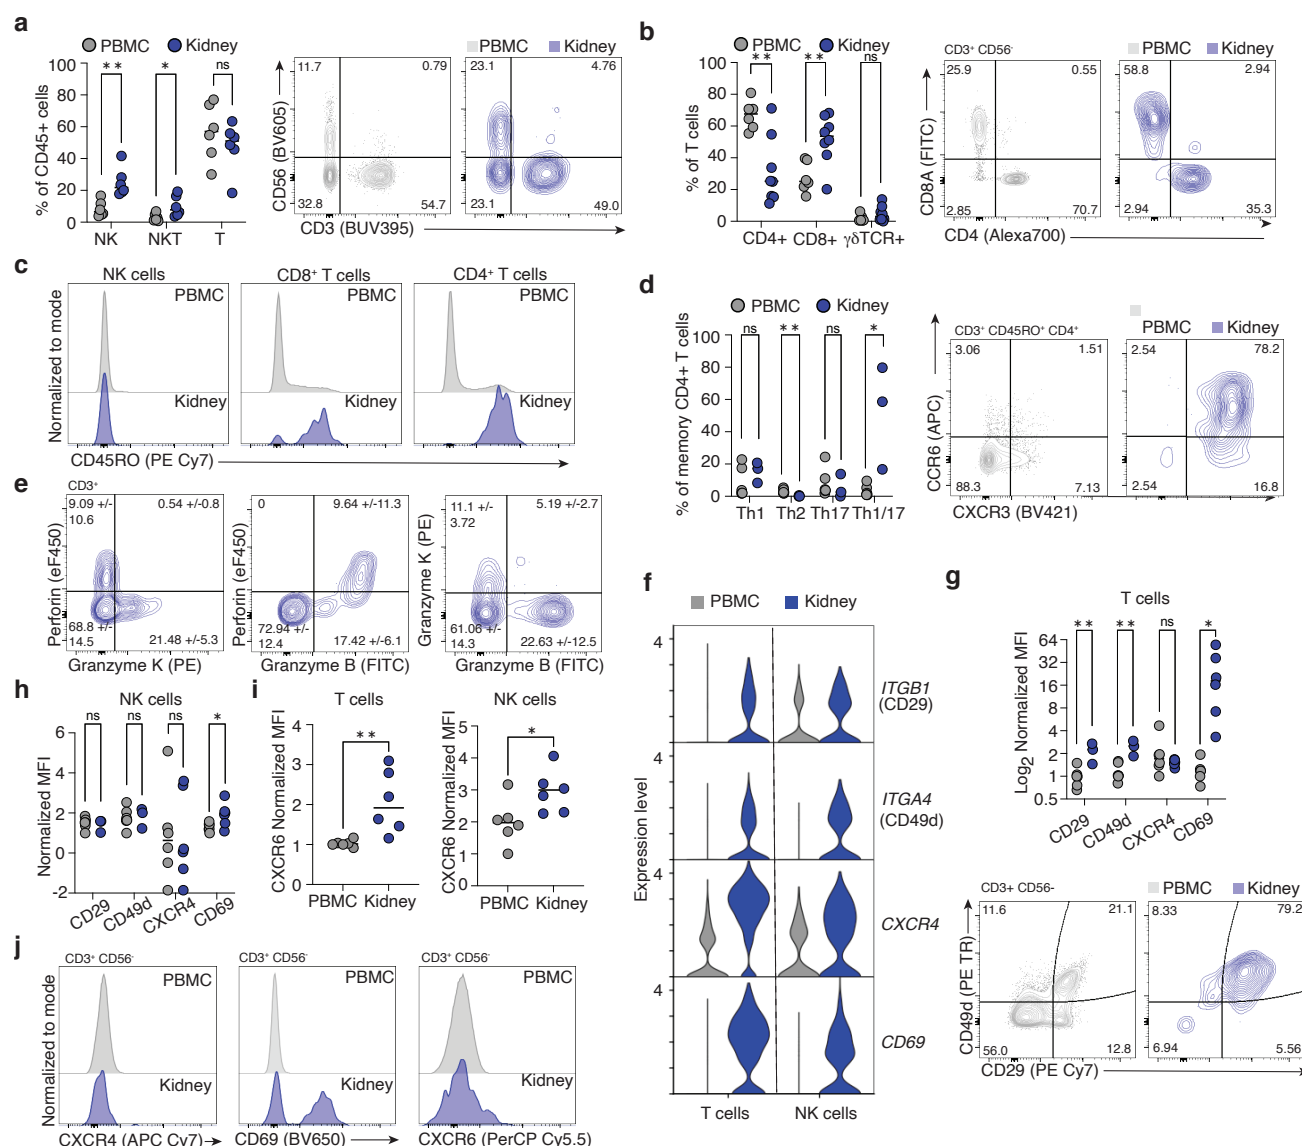 a
PBMC Kidney
% of CD45+ cells
100
80
60
40
20
0
** * ns
NK NKT T
PBMC Kidney
CD56 (BV605)
11.7 0.79
32.8 54.7
23.1 4.76
23.1 49.0
CD3 (BUV395)
b
PBMC Kidney
% of T cells
100
80
60
40
20
0
** ** ns
CD4+ CD8+ γδTCR+
CD3+ CD56-
PBMC Kidney
CD8A (FITC)
25.9 0.55
2.85 70.7
58.8 2.94
2.94 35.3
CD4 (Alexa700)
c
NK cells CD8+ T cells CD4+ T cells
Normalized to mode
PBMC PBMC PBMC
Kidney Kidney Kidney
CD45RO (PE Cy7)
d
PBMC Kidney
% of memory CD4+ T cells
100
80
60
40
20
0
ns ** ns *
Th1 Th2 Th17 Th1/17
CD3+ CD45RO+ CD4+
PBMC Kidney
CCR6 (APC)
3.06 1.51
88.3 7.13
2.54 78.2
2.54 16.8
CXCR3 (BV421)
e
CD3+
Perforin (eF450)
9.09 +/-
10.6
0.54 +/-0.8
68.8 +/-
14.5
21.48 +/-5.3
Granzyme K (PE)
Perforin (eF450)
0 9.64 +/-11.3
72.94 +/-
12.4
17.42 +/-6.1
Granzyme B (FITC)
Granzyme K (PE)
11.1 +/-
3.72
5.19 +/-2.7
61.06 +/-
14.3
22.63 +/-12.5
Granzyme B (FITC)
f
PBMC Kidney
Expression level
4
ITGB1
(CD29)
4
ITGA4
(CD49d)
4
CXCR4
4
CD69
T cells NK cells
g
T cells
Log2 Normalized MFI
64
32
16
8
4
2
1
0.5
** ** ns *
CD29 CD49d CXCR4 CD69
CD3+ CD56-
PBMC Kidney
CD49d (PE TR)
11.6 21.1
56.0 12.8
8.33 79.2
6.94 5.56
CD29 (PE Cy7)
h
NK cells
Normalized MFI
6
4
2
0
-2
ns ns ns *
CD29 CD49d CXCR4 CD69
i
T cells
CXCR6 Normalized MFI
4
3
2
1
0
**
PBMC Kidney
NK cells
CXCR6 Normalized MFI
5
4
3
2
1
0
*
PBMC Kidney
j
CD3+ CD56- CD3+ CD56- CD3+ CD56-
Normalized to mode
PBMC PBMC PBMC
Kidney Kidney Kidney
CXCR4 (APC Cy7) CD69 (BV650) CXCR6 (PerCP Cy5.5)